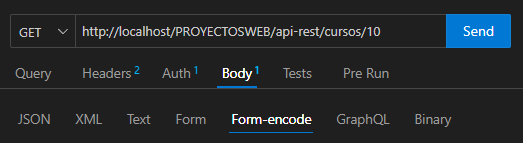 GET http://localhost/PROYECTOSWEB/api-rest/cursos/10 Send
Query Headers 2 Auth 1 Body 1 Tests Pre Run
JSON XML Text Form Form-encode GraphQL Binary